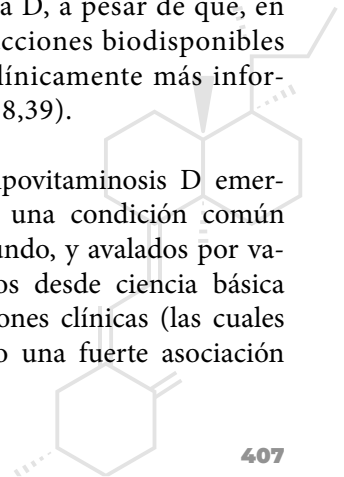 a D, a pesar de que, en
acciones biodisponibles
línicamente más infor-
8,39).
povitaminosis D emer-
una condición común
undo, y avalados por va-
os desde ciencia básica
ones clínicas (las cuales
o una fuerte asociación
407